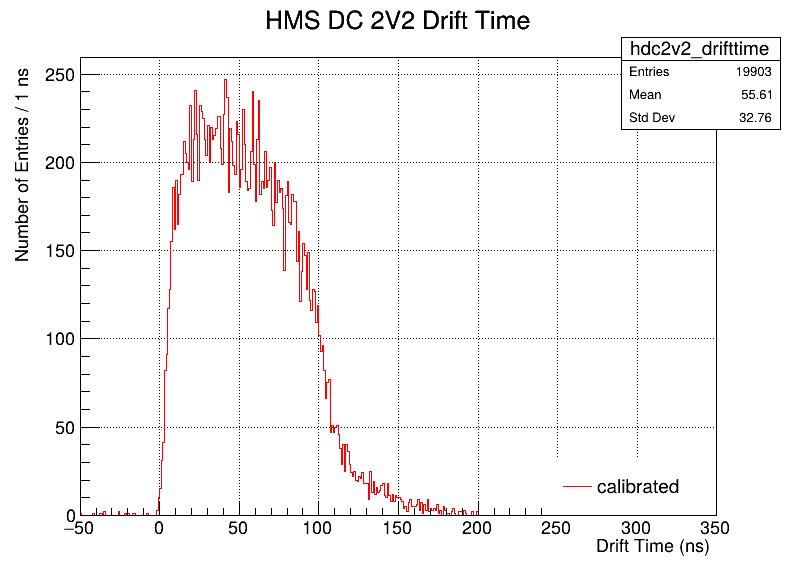 HMS DC 2V2 Drift Time
hdc2v2_drifttime
Entries 19903
Mean 55.61
Std Dev 32.76
Number of Entries / 1 ns
250
200
150
100
50
0
−50 0 50 100 150 200 250 300 350
Drift Time (ns)
calibrated